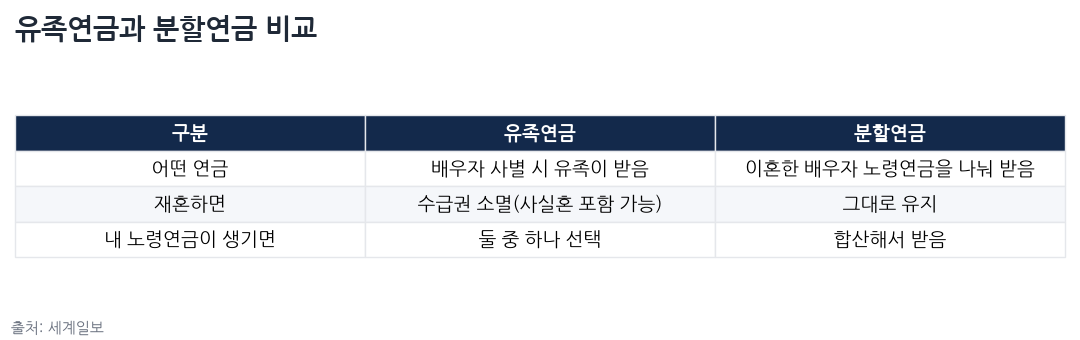 유족연금과 분할연금 비교
구분 유족연금 분할연금
어떤 연금 배우자 사별 시 유족이 받음 이혼한 배우자 노령연금을 나눠 받음
재혼하면 수급권 소멸(사실혼 포함 가능) 그대로 유지
내 노령연금이 생기면 둘 중 하나 선택 합산해서 받음
출처: 세계일보